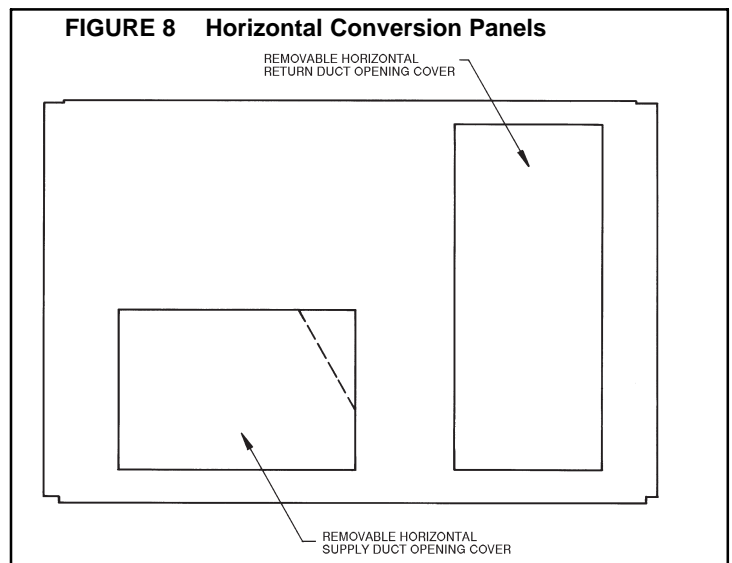 FIGURE 8 Horizontal Conversion Panels
REMOVABLE HORIZONTAL
RETURN DUCT OPENING COVER
REMOVABLE HORIZONTAL
SUPPLY DUCT OPENING COVER